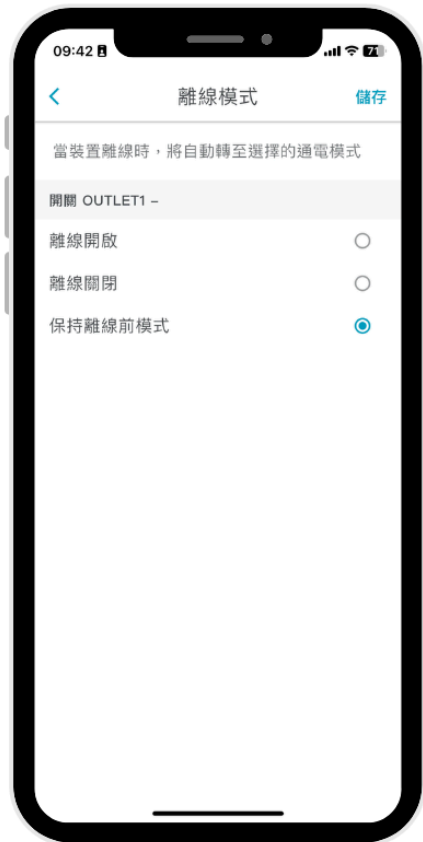 09:42
71
離線模式
儲存
當裝置離線時，將自動轉至選擇的通電模式
開關 OUTLET1 –
離線開啟
離線關閉
保持離線前模式